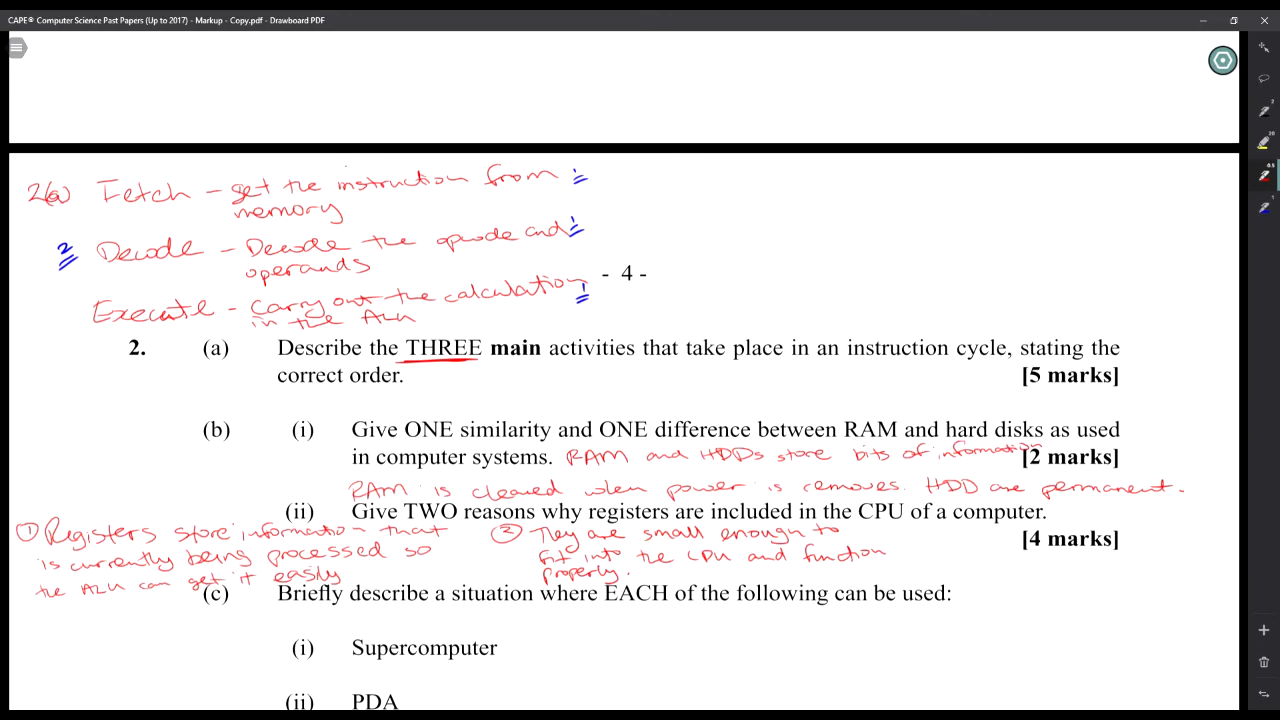 CAPE® Computer Science Past Papers (Up to 2017) - Markup - Copy.pdf - Drawboard PDF
2(a) Fetch - get the instruction from 1
memory
2 Decode - Decode the opcode and 1
operands
- 4 -
Execute - carry out the calculation 1
in the ALU
2. (a) Describe the THREE main activities that take place in an instruction cycle, stating the
correct order. [5 marks]
(b) (i) Give ONE similarity and ONE difference between RAM and hard disks as used
in computer systems. RAM and HDDs store bits of information [2 marks]
RAM is cleared when power is removes. HDD are permanent.
(ii) Give TWO reasons why registers are included in the CPU of a computer.
[4 marks]
① Registers store information that
is currently being processed so
the ALU can get it easily
② They are small enough to
fit into the CPU and function
properly.
(c) Briefly describe a situation where EACH of the following can be used:
(i) Supercomputer
(ii) PDA